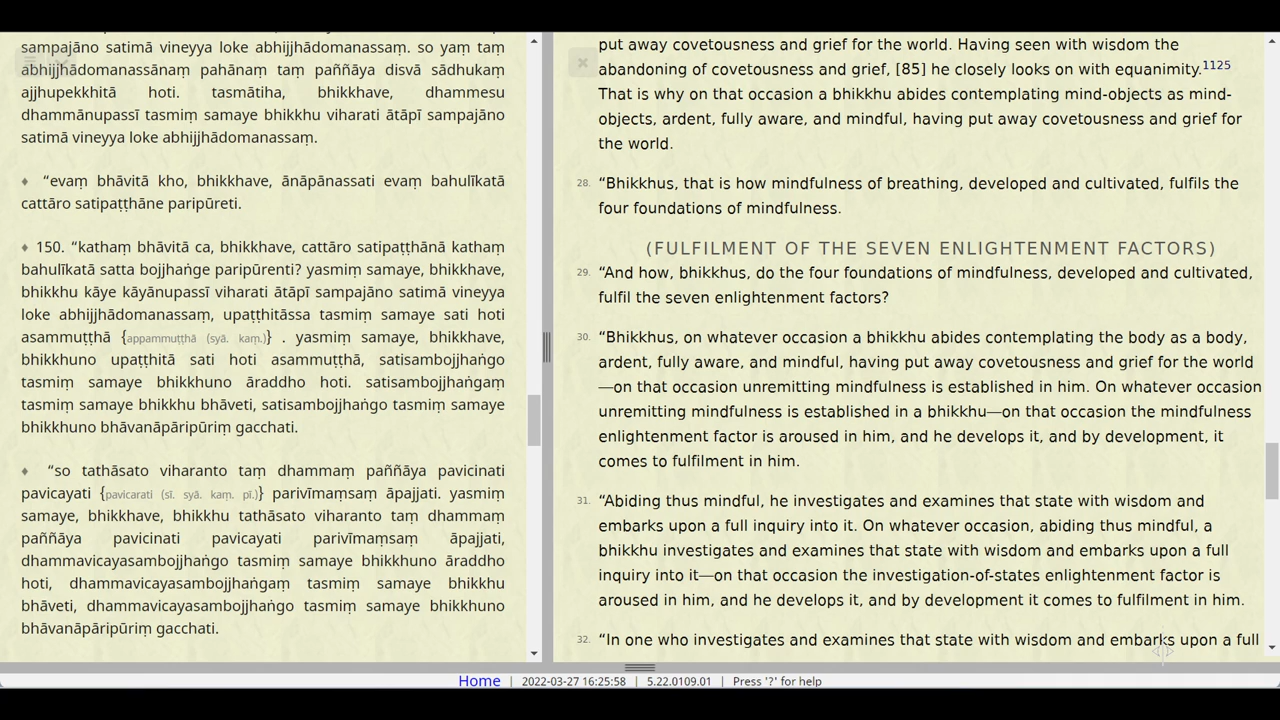 sampajāno satimā vineyya loke abhijjhādomanassaṃ. so yaṃ taṃ
abhijjhādomanassānaṃ pahānaṃ taṃ paññāya disvā sādhukaṃ
ajjhupekkhitā hoti. tasmātiha, bhikkhave, dhammesu
dhammānupassī tasmiṃ samaye bhikkhu viharati ātāpī sampajāno
satimā vineyya loke abhijjhādomanassaṃ.
♦ “evaṃ bhāvitā kho, bhikkhave, ānāpānassati evaṃ bahulīkatā
cattāro satipaṭṭhāne paripūreti.
♦ 150. “kathaṃ bhāvitā ca, bhikkhave, cattāro satipaṭṭhānā kathaṃ
bahulīkatā satta bojjhaṅge paripūrenti? yasmiṃ samaye, bhikkhave,
bhikkhu kāye kāyānupassī viharati ātāpī sampajāno satimā vineyya
loke abhijjhādomanassaṃ, upaṭṭhitāssa tasmiṃ samaye sati hoti
asammuṭṭhā {appammuṭṭhā (syā. kaṃ.)} . yasmiṃ samaye, bhikkhave,
bhikkhuno upaṭṭhitā sati hoti asammuṭṭhā, satisambojjhaṅgo
tasmiṃ samaye bhikkhuno āraddho hoti. satisambojjhaṅgaṃ
tasmiṃ samaye bhikkhu bhāveti, satisambojjhaṅgo tasmiṃ samaye
bhikkhuno bhāvanāpāripūriṃ gacchati.
♦ “so tathāsato viharanto taṃ dhammaṃ paññāya pavicinati
pavicayati {pavicarati (sī. syā. kaṃ. pī.)} parivīmaṃsaṃ āpajjati. yasmiṃ
samaye, bhikkhave, bhikkhu tathāsato viharanto taṃ dhammaṃ
paññāya pavicinati pavicayati parivīmaṃsaṃ āpajjati,
dhammavicayasambojjhaṅgo tasmiṃ samaye bhikkhuno āraddho
hoti, dhammavicayasambojjhaṅgaṃ tasmiṃ samaye bhikkhu
bhāveti, dhammavicayasambojjhaṅgo tasmiṃ samaye bhikkhuno
bhāvanāpāripūriṃ gacchati.
put away covetousness and grief for the world. Having seen with wisdom the
abandoning of covetousness and grief, [85] he closely looks on with equanimity.1125
That is why on that occasion a bhikkhu abides contemplating mind-objects as mind-
objects, ardent, fully aware, and mindful, having put away covetousness and grief for
the world.
28. “Bhikkhus, that is how mindfulness of breathing, developed and cultivated, fulfils the
four foundations of mindfulness.
(FULFILMENT OF THE SEVEN ENLIGHTENMENT FACTORS)
29. “And how, bhikkhus, do the four foundations of mindfulness, developed and cultivated,
fulfil the seven enlightenment factors?
30. “Bhikkhus, on whatever occasion a bhikkhu abides contemplating the body as a body,
ardent, fully aware, and mindful, having put away covetousness and grief for the world
—on that occasion unremitting mindfulness is established in him. On whatever occasion
unremitting mindfulness is established in a bhikkhu—on that occasion the mindfulness
enlightenment factor is aroused in him, and he develops it, and by development, it
comes to fulfilment in him.
31. “Abiding thus mindful, he investigates and examines that state with wisdom and
embarks upon a full inquiry into it. On whatever occasion, abiding thus mindful, a
bhikkhu investigates and examines that state with wisdom and embarks upon a full
inquiry into it—on that occasion the investigation-of-states enlightenment factor is
aroused in him, and he develops it, and by development it comes to fulfilment in him.
32. “In one who investigates and examines that state with wisdom and embarks upon a full
Home | 2022-03-27 16:25:58 | 5.22.0109.01 | Press '?' for help